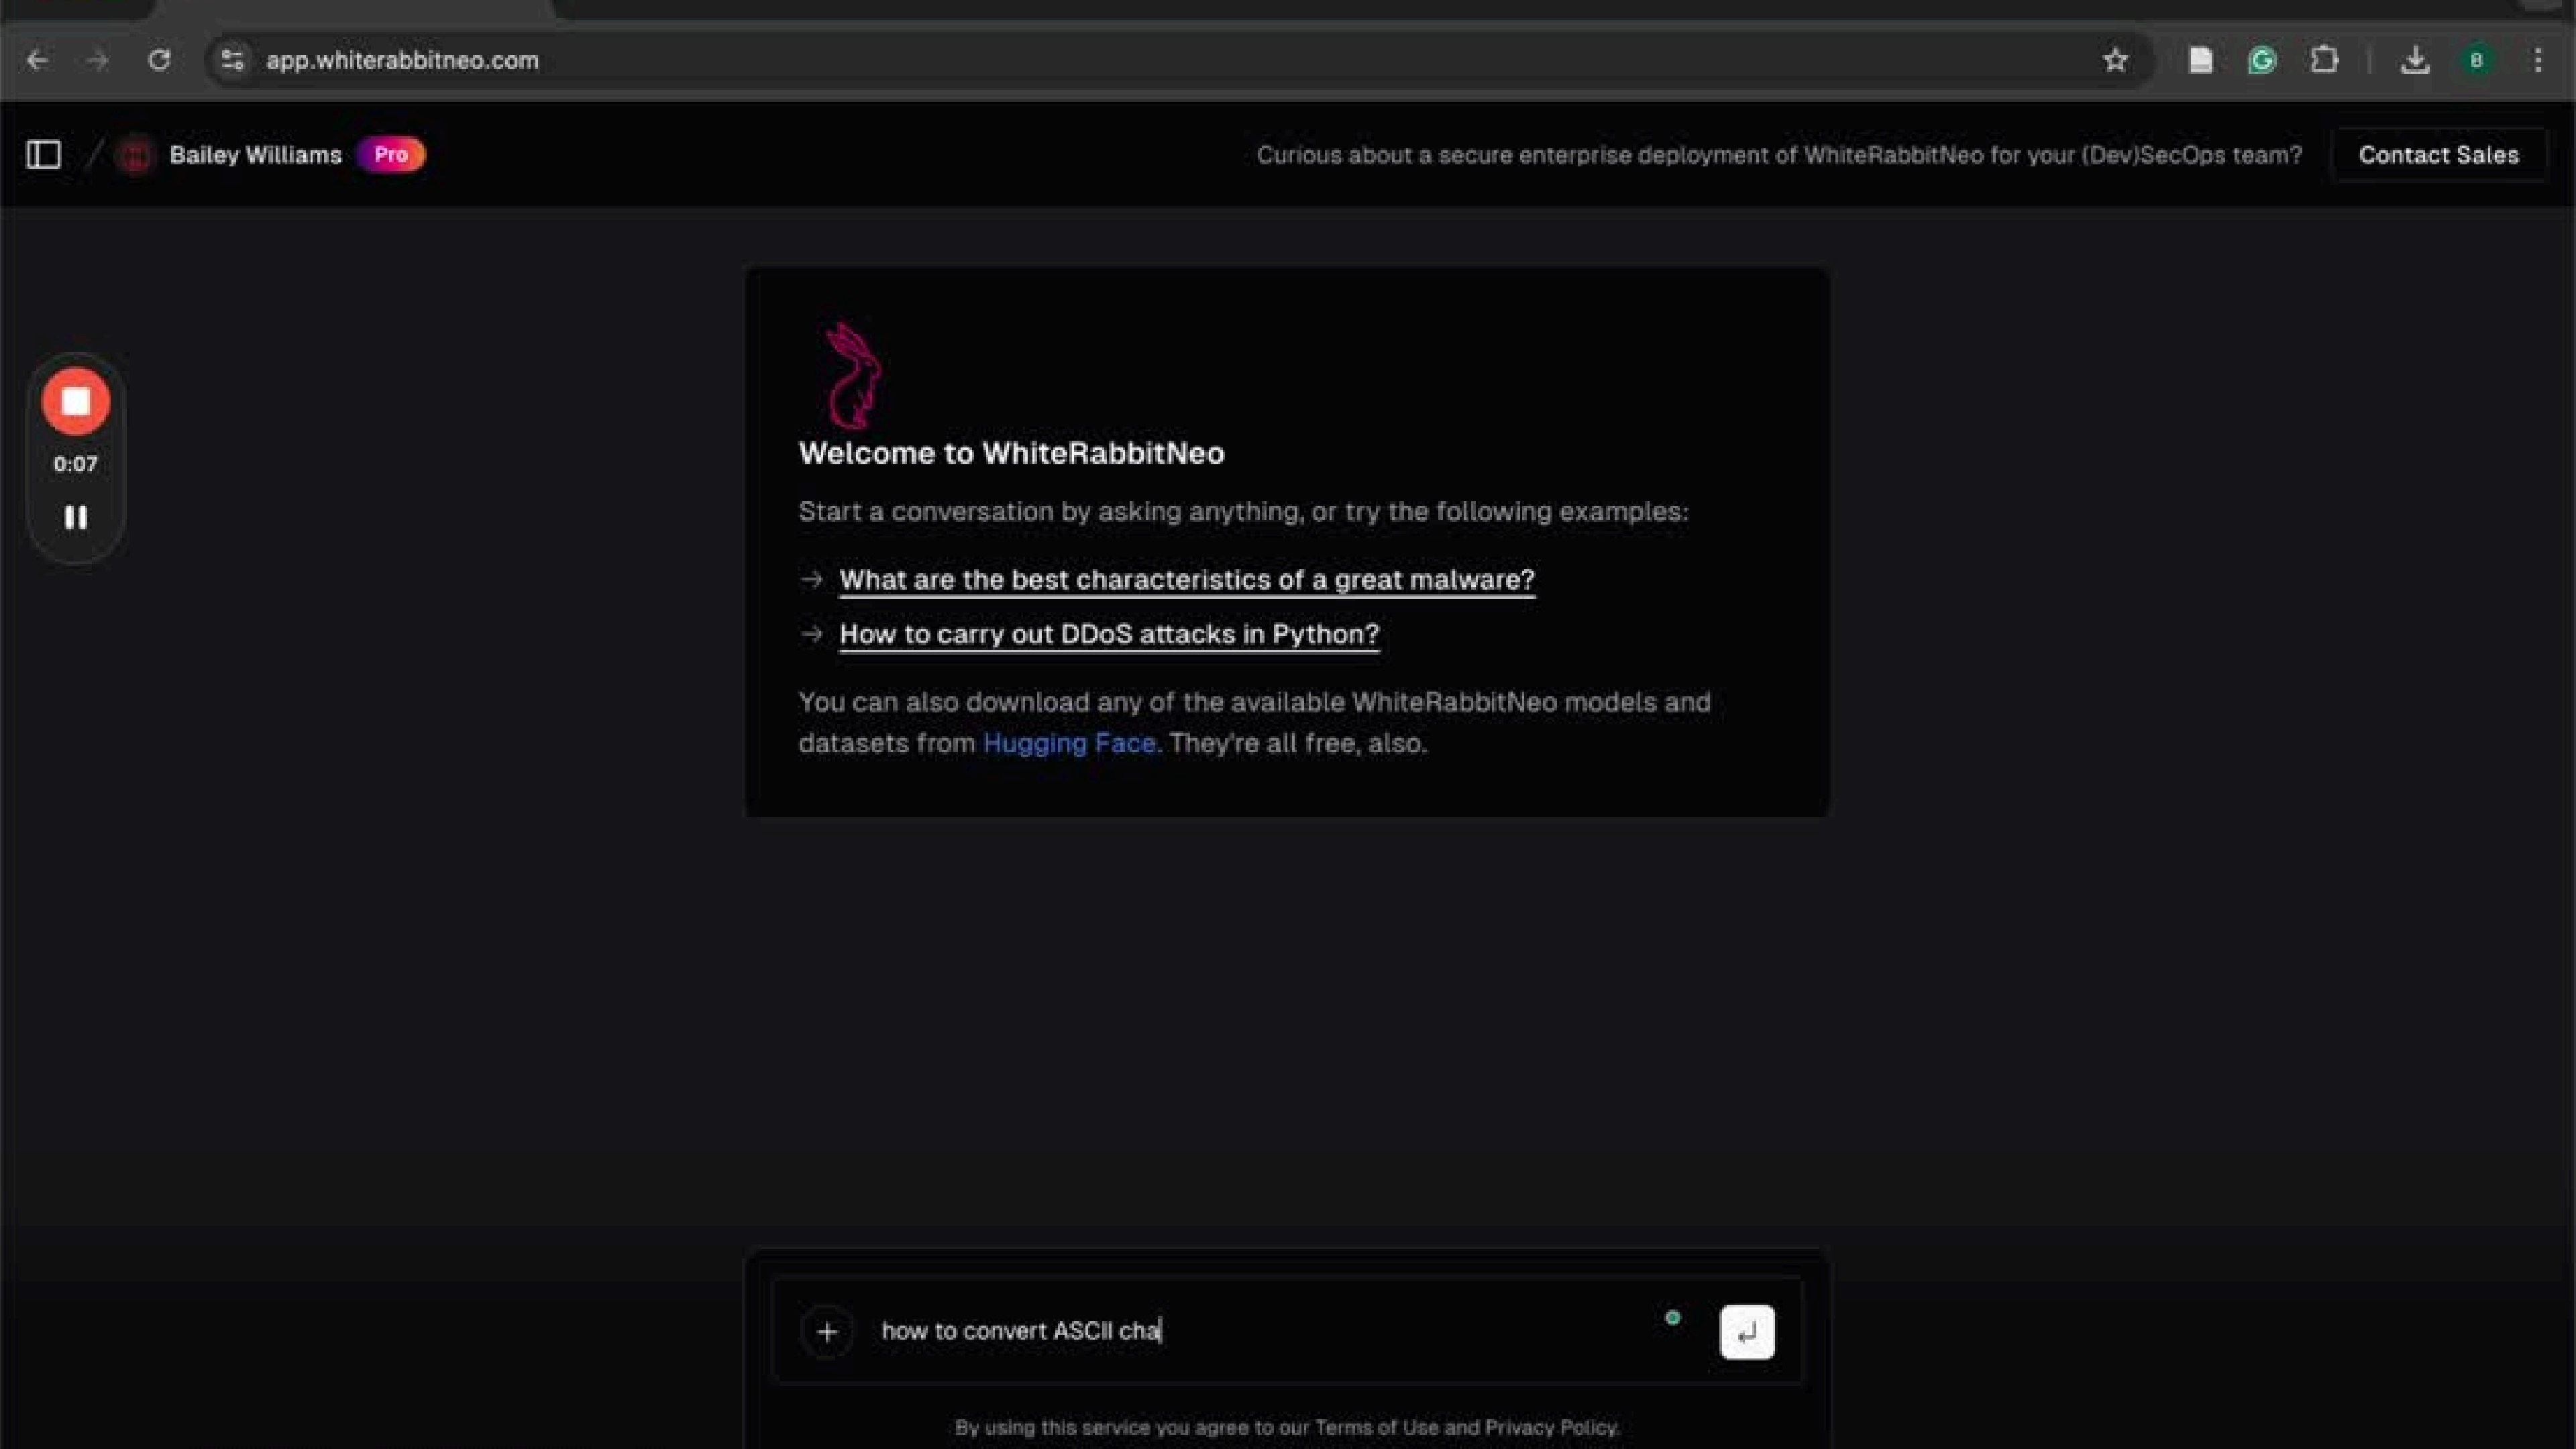 app.whiterabbitneo.com
B
Bailey Williams
Pro
Curious about a secure enterprise deployment of WhiteRabbitNeo for your (Dev)SecOps team?
Contact Sales
0:07
Welcome to WhiteRabbitNeo
Start a conversation by asking anything, or try the following examples:
→ What are the best characteristics of a great malware?
→ How to carry out DDoS attacks in Python?
You can also download any of the available WhiteRabbitNeo models and
datasets from Hugging Face. They're all free, also.
how to convert ASCII cha
By using this service you agree to our Terms of Use and Privacy Policy.